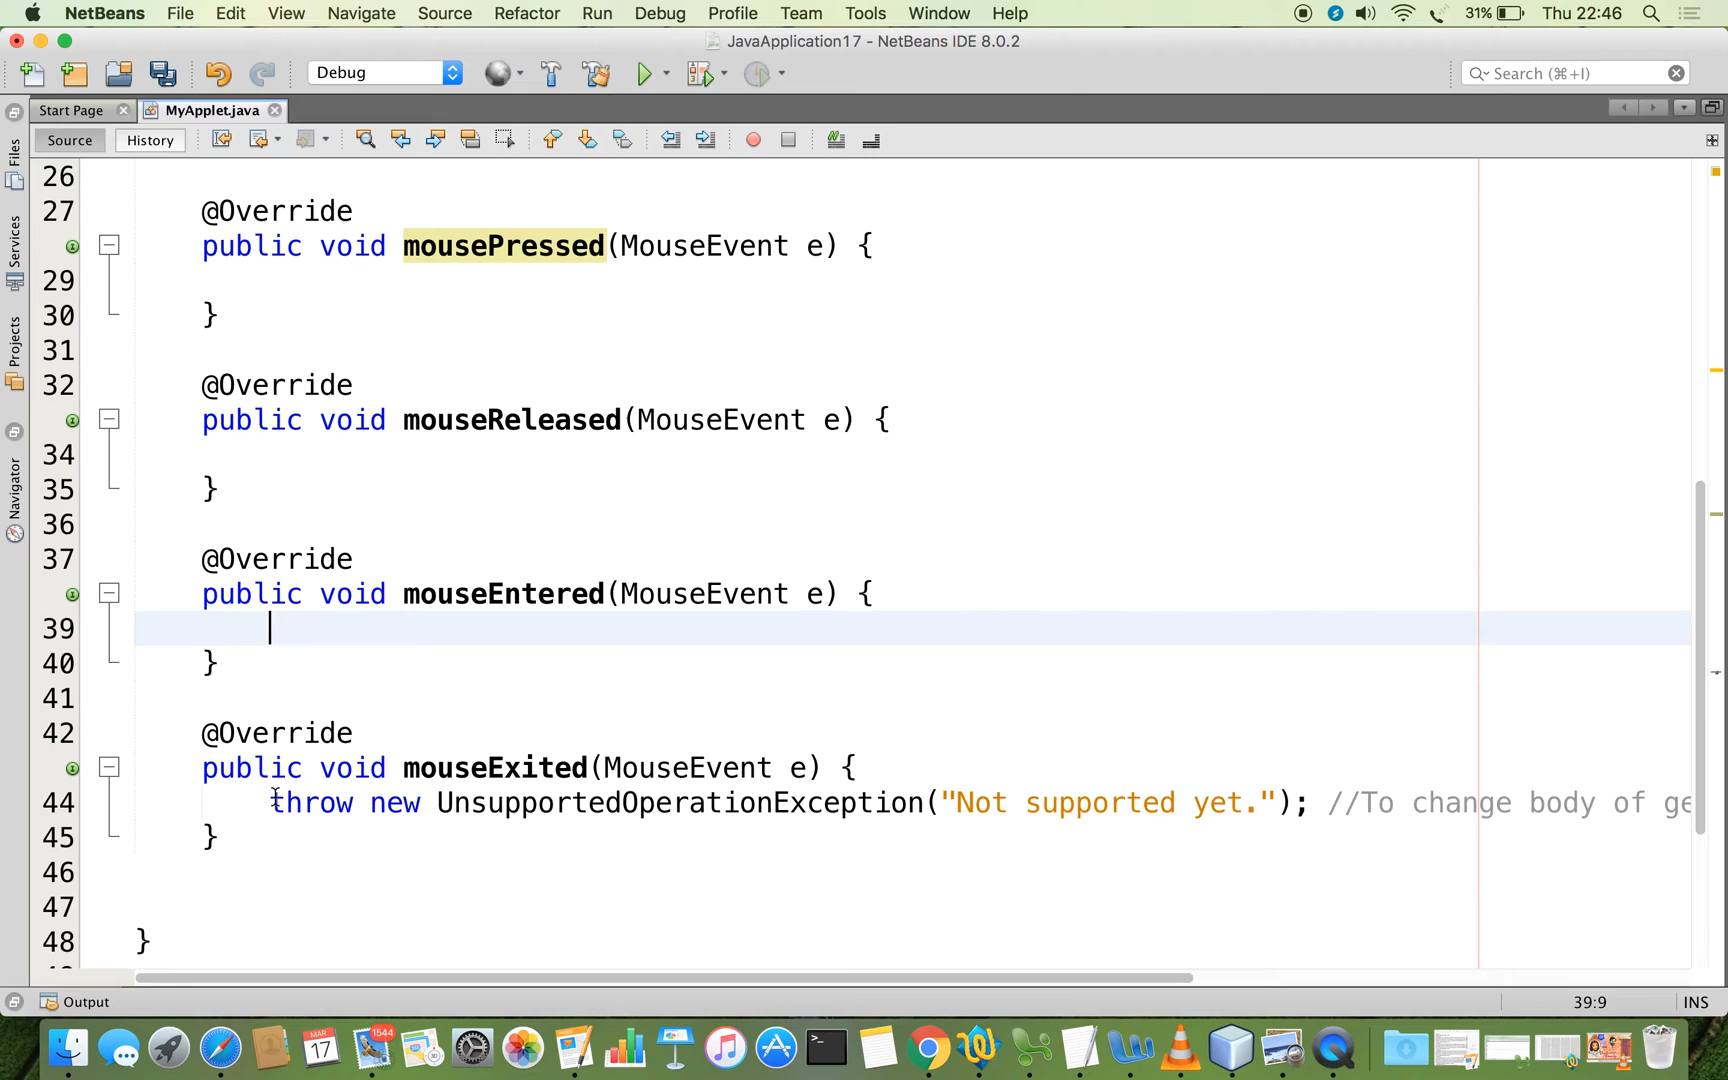 NetBeans File Edit View Navigate Source Refactor Run Debug Profile Team Tools Window Help 31% Thu 22:46
JavaApplication17 - NetBeans IDE 8.0.2
Debug Search (⌘+I)
Start Page MyApplet.java
Source History
Files
Services
Projects
Navigator
26
27 @Override
public void mousePressed(MouseEvent e) {
29
30 }
31
32 @Override
public void mouseReleased(MouseEvent e) {
34
35 }
36
37 @Override
public void mouseEntered(MouseEvent e) {
39
40 }
41
42 @Override
public void mouseExited(MouseEvent e) {
44 throw new UnsupportedOperationException("Not supported yet."); //To change body of ge
45 }
46
47
48 }
Output 39:9 INS
MAR
17
1544